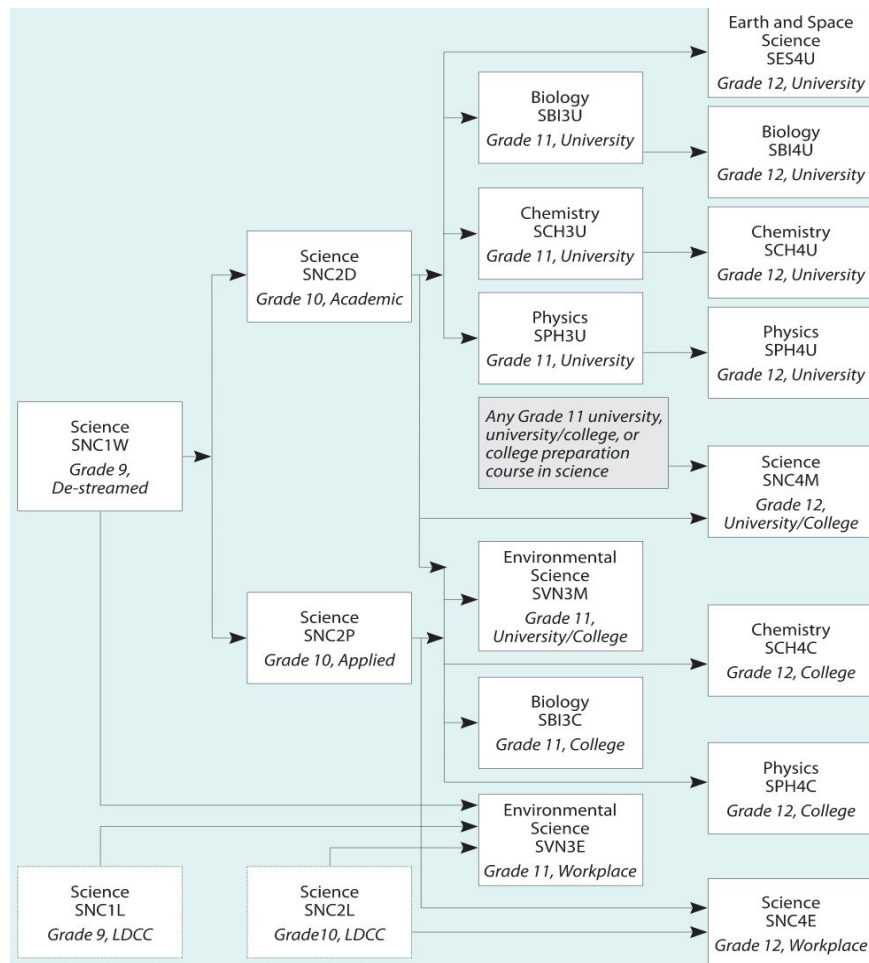 Earth and Space
Science
SES4U
Grade 12, University
Biology
SBI3U
Grade 11, University
Biology
SBI4U
Grade 12, University
Chemistry
SCH3U
Grade 11, University
Chemistry
SCH4U
Grade 12, University
Science
SNC2D
Grade 10, Academic
Physics
SPH3U
Grade 11, University
Physics
SPH4U
Grade 12, University
Science
SNC1W
Grade 9,
De-streamed
Any Grade 11 university,
university/college, or
college preparation
course in science
Science
SNC4M
Grade 12,
University/College
Environmental
Science
SVN3M
Grade 11,
University/College
Science
SNC2P
Grade 10, Applied
Chemistry
SCH4C
Grade 12, College
Biology
SBI3C
Grade 11, College
Physics
SPH4C
Grade 12, College
Environmental
Science
SVN3E
Grade 11, Workplace
Science
SNC1L
Grade 9, LDCC
Science
SNC2L
Grade10, LDCC
Science
SNC4E
Grade 12, Workplace